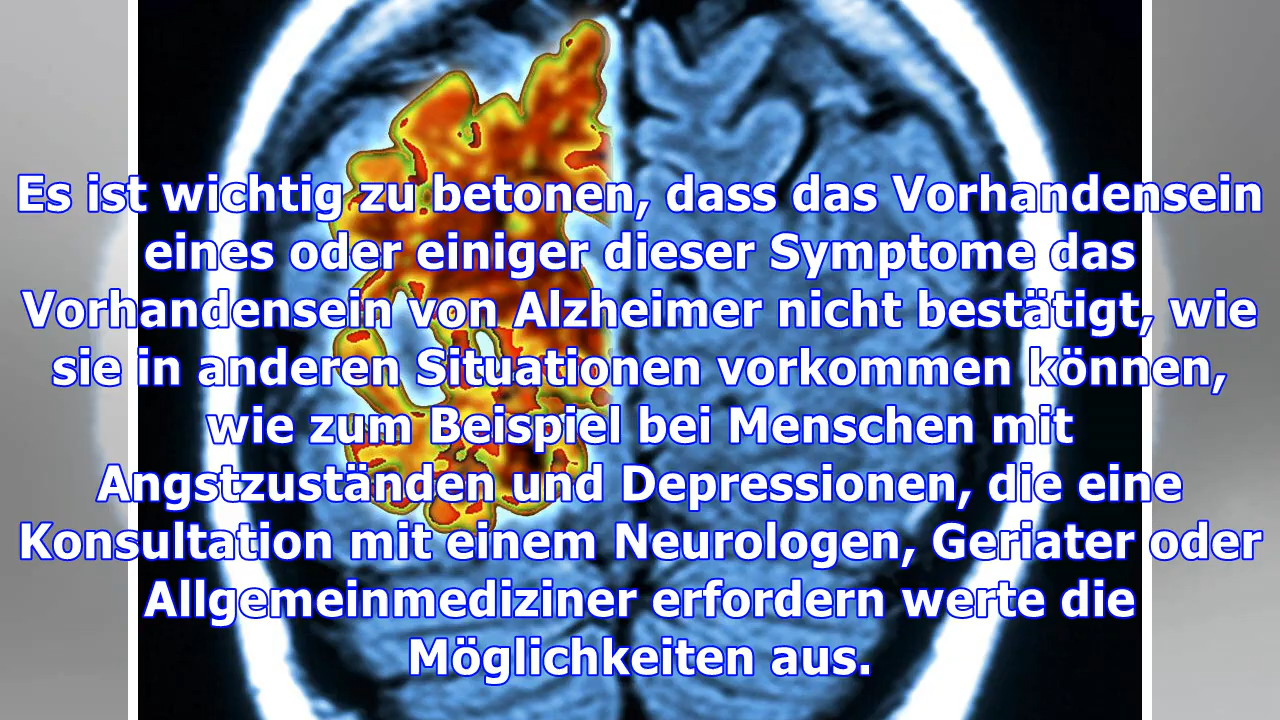 Es ist wichtig zu betonen, dass das Vorhandensein
eines oder einiger dieser Symptome das
Vorhandensein von Alzheimer nicht bestätigt, wie
sie in anderen Situationen vorkommen können,
wie zum Beispiel bei Menschen mit
Angstzuständen und Depressionen, die eine
Konsultation mit einem Neurologen, Geriater oder
Allgemeinmediziner erfordern werte die
Möglichkeiten aus.